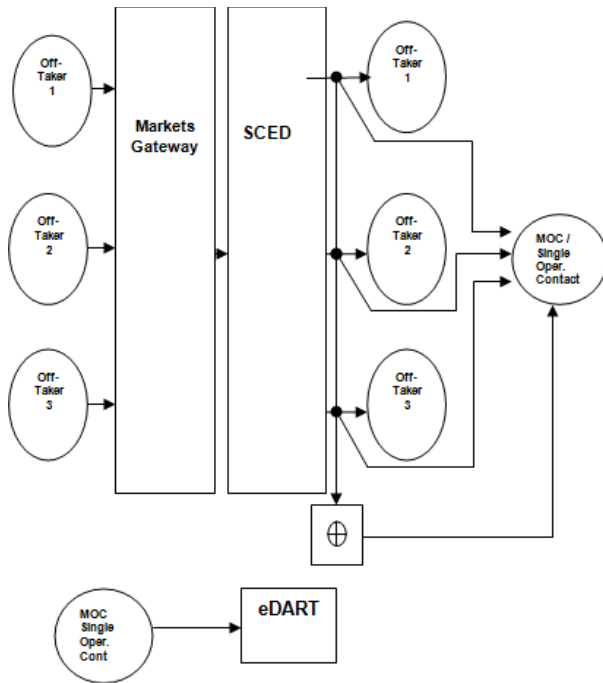 Off-
Taker
1
Off-
Taker
2
Off-
Taker
3
Markets
Gateway
SCED
Off-
Taker
1
Off-
Taker
2
Off-
Taker
3
MOC /
Single
Oper.
Contact
MOC
Single
Oper.
Cont
eDART